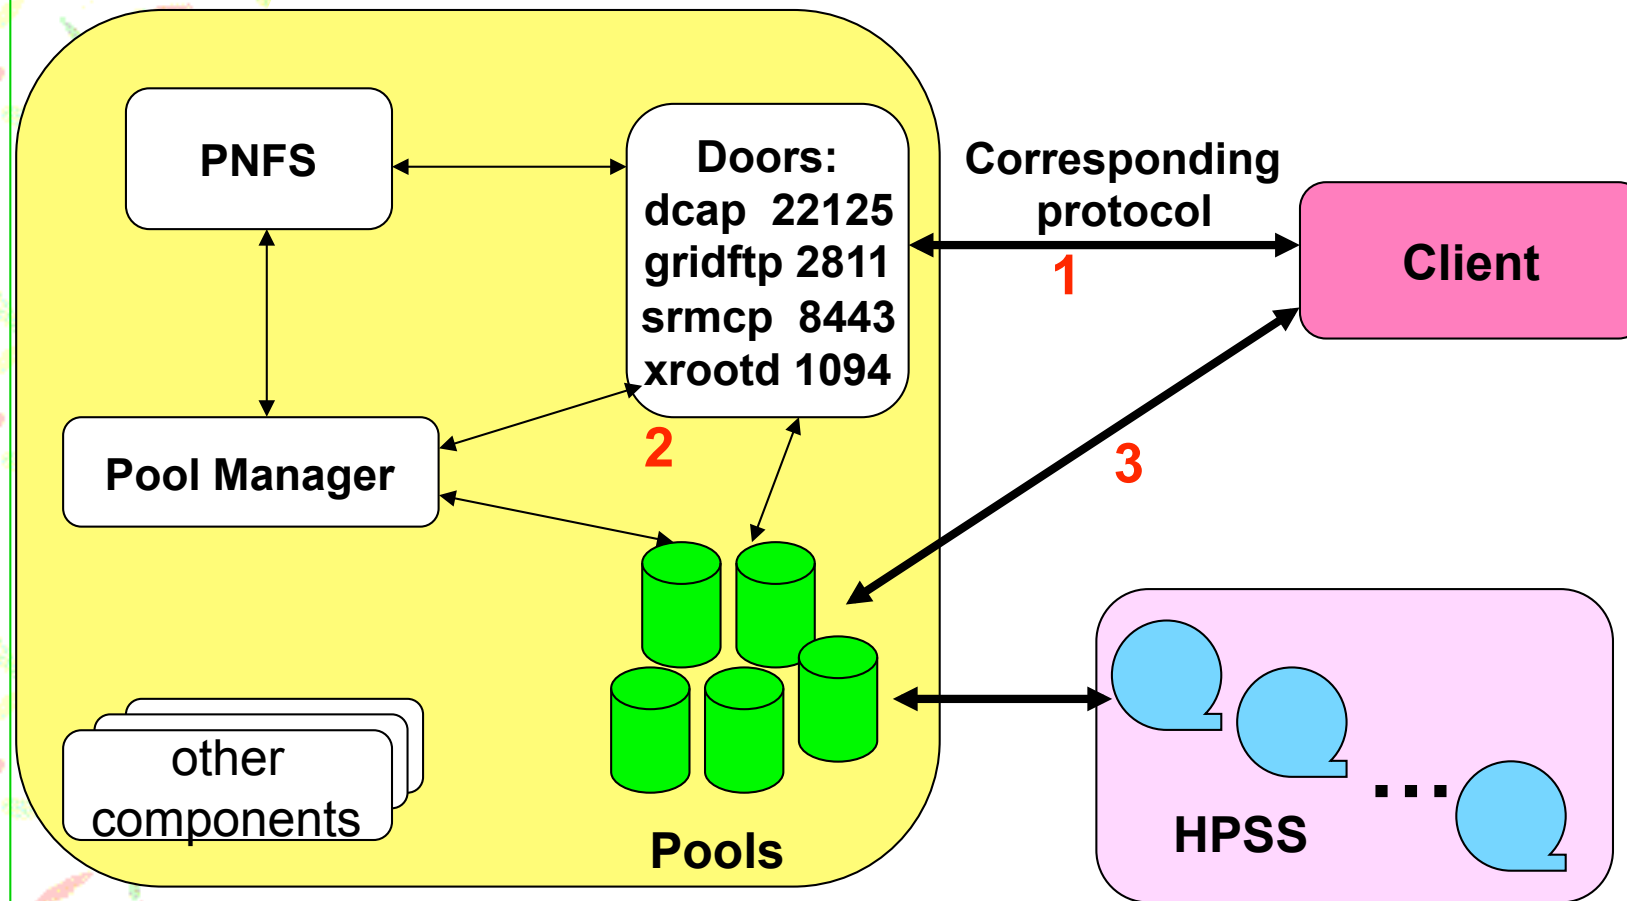 PNFS
Doors:
dcap 22125
gridftp 2811
srmcp 8443
xrootd 1094
Corresponding
protocol
1
Client
2
3
Pool Manager
other
components
Pools
HPSS
...